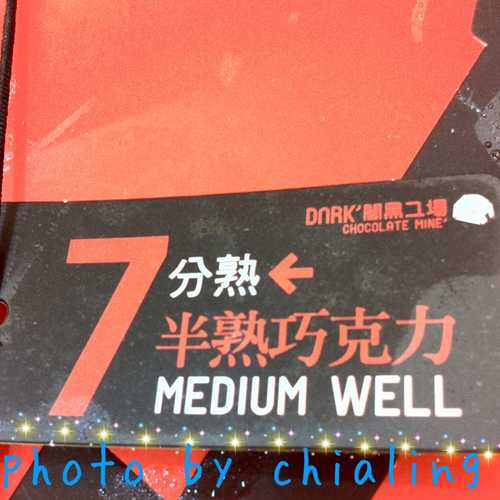 DARK' 闇黑工場
CHOCOLATE MINE'
7分熟←
半熟巧克力
MEDIUM WELL
photo by chialing